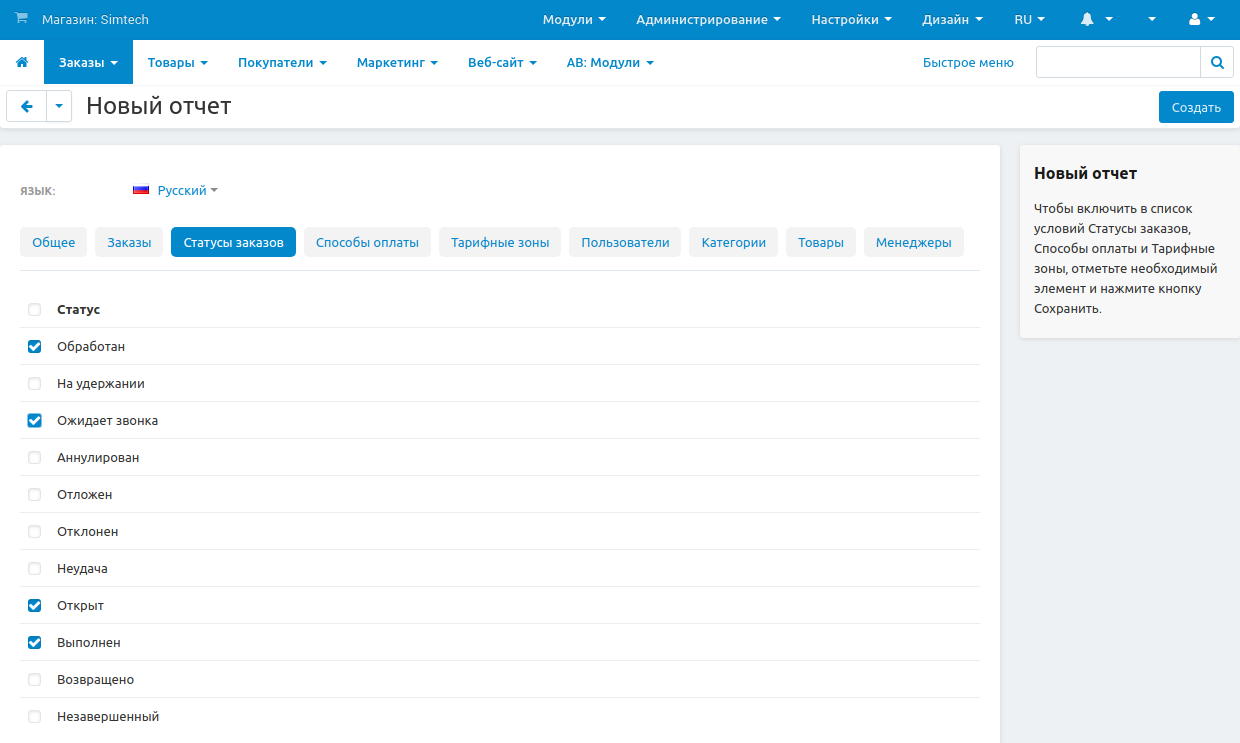 Магазин: Simtech
Модули Администрирование Настройки Дизайн RU
Заказы Товары Покупатели Маркетинг Веб-сайт АВ: Модули Быстрое меню
Новый отчет Создать
ЯЗЫК: Русский
Общее Заказы Статусы заказов Способы оплаты Тарифные зоны Пользователи Категории Товары Менеджеры
Статус
Обработан
На удержании
Ожидает звонка
Аннулирован
Отложен
Отклонен
Неудача
Открыт
Выполнен
Возвращено
Незавершенный
Новый отчет
Чтобы включить в список
условий Статусы заказов,
Способы оплаты и Тарифные
зоны, отметьте необходимый
элемент и нажмите кнопку
Сохранить.